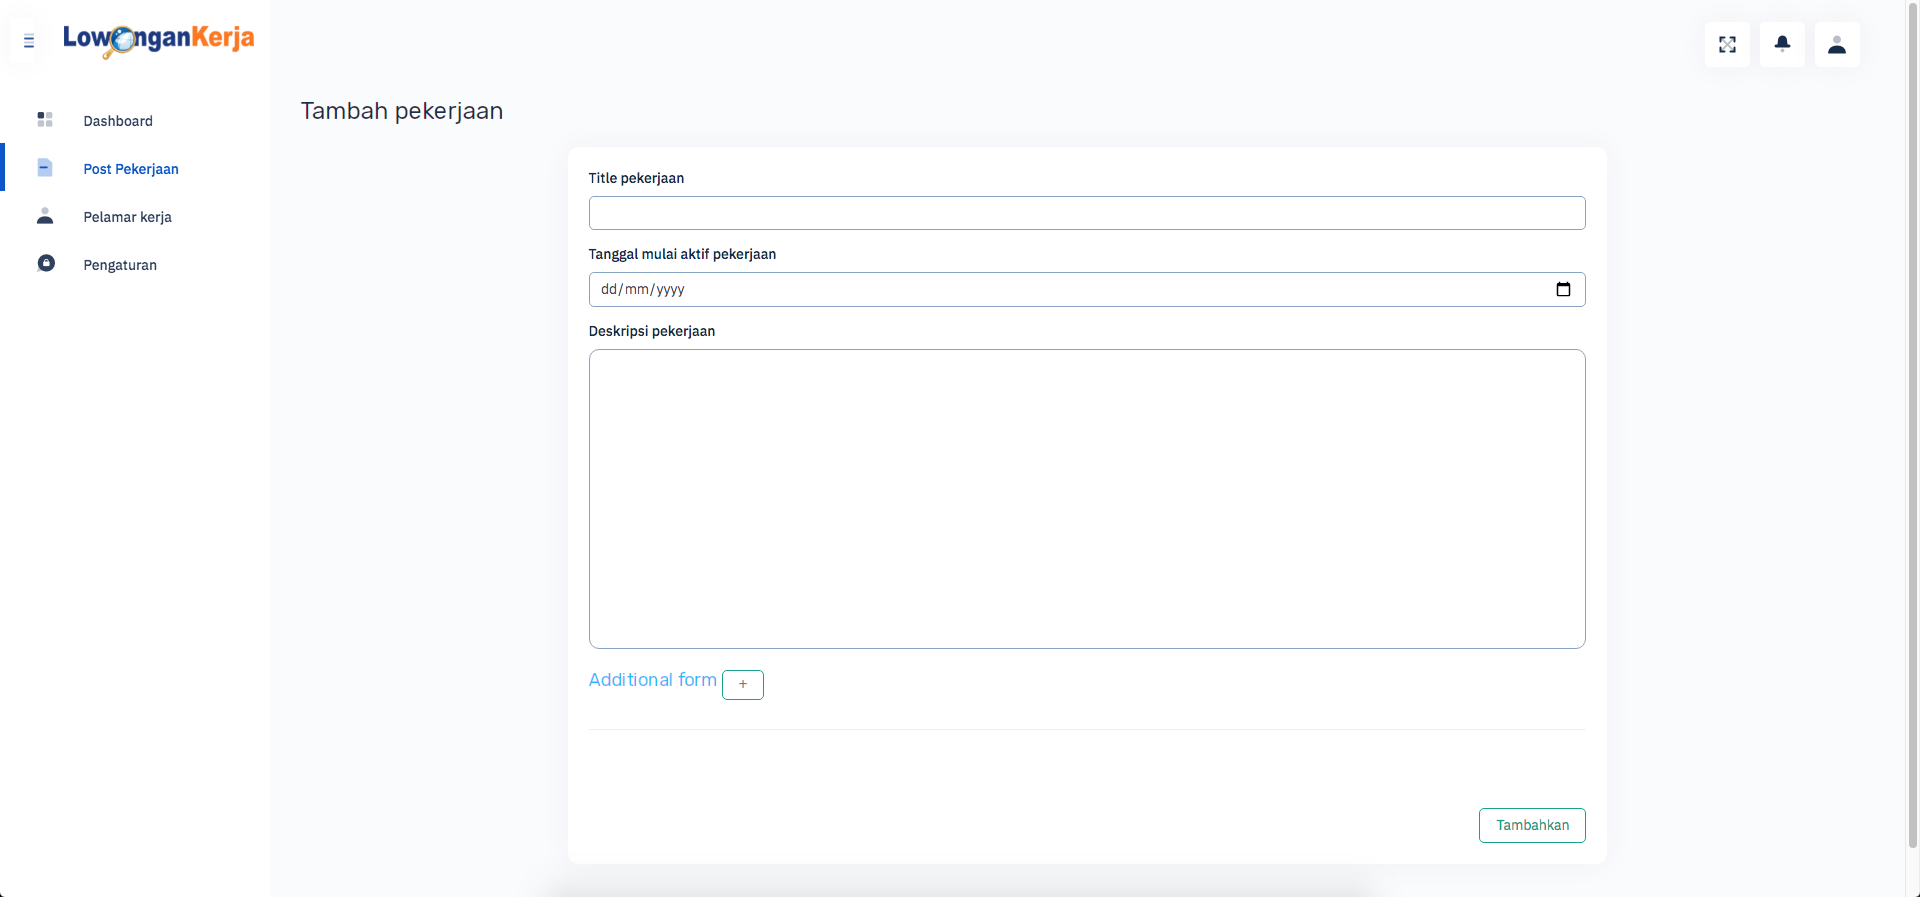 LowonganKerja
Dashboard
Post Pekerjaan
Pelamar kerja
Pengaturan
Tambah pekerjaan
Title pekerjaan
Tanggal mulai aktif pekerjaan
dd/mm/yyyy
Deskripsi pekerjaan
Additional form +
Tambahkan